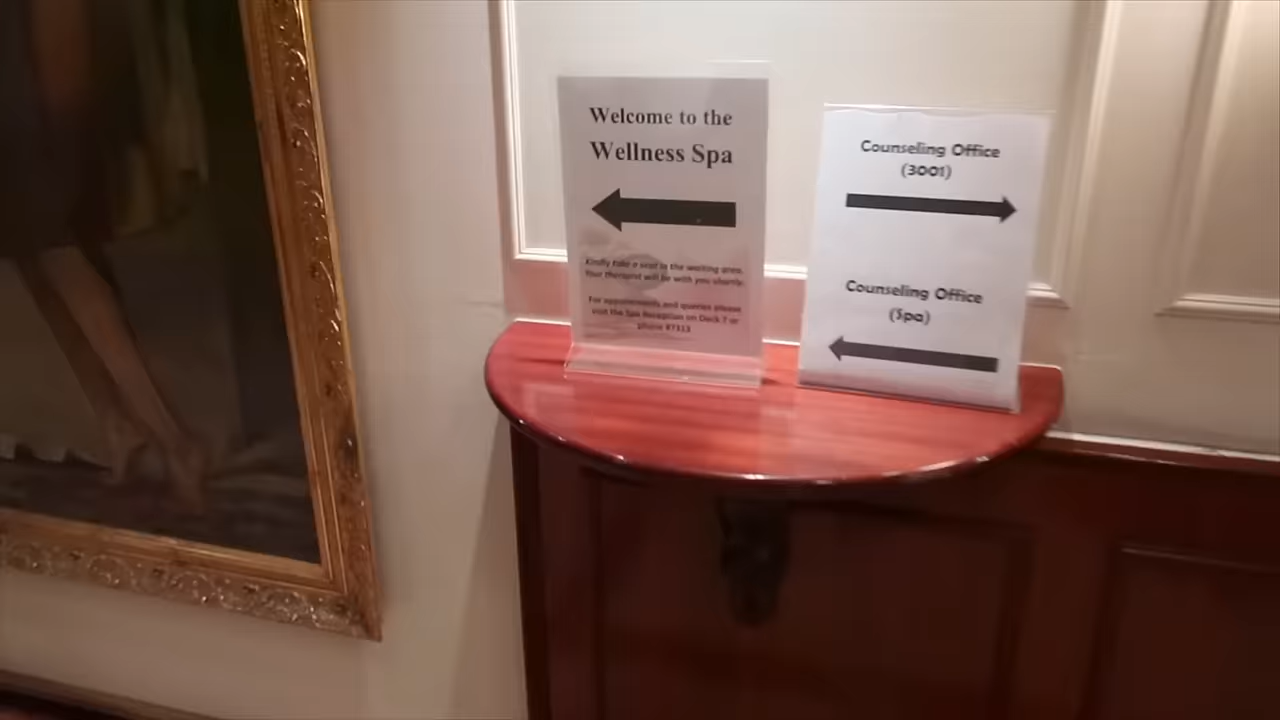 Welcome to the
Wellness Spa
Kindly take a seat in the waiting area.
Your therapist will be with you shortly.
For appointments and queries please
visit the Spa Reception on Deck 7 or
phone 87313
Counseling Office
(3001)
Counseling Office
(Spa)